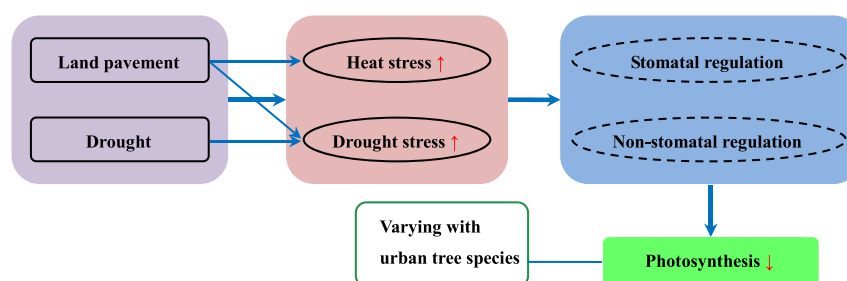 Land pavement
Heat stress ↑
Stomatal regulation
Drought
Drought stress ↑
Non-stomatal regulation
Varying with
urban tree species
Photosynthesis ↓